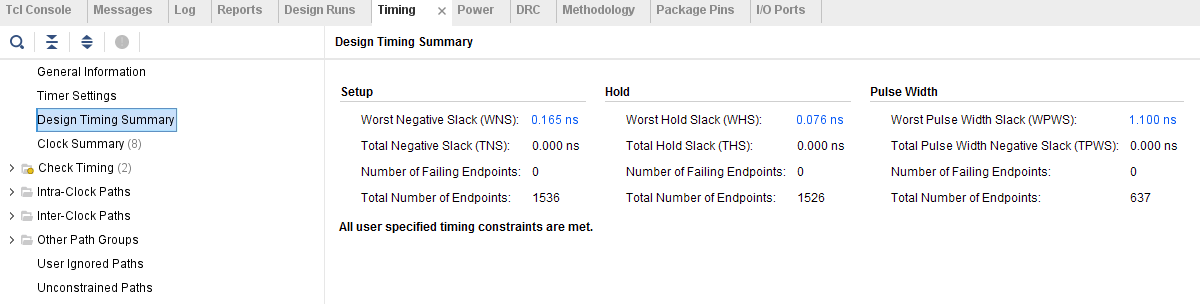 Tcl Console Messages Log Reports Design Runs Timing × Power DRC Methodology Package Pins I/O Ports
Design Timing Summary
General Information
Timer Settings
Design Timing Summary
Clock Summary (8)
Check Timing (2)
Intra-Clock Paths
Inter-Clock Paths
Other Path Groups
User Ignored Paths
Unconstrained Paths
Setup
Worst Negative Slack (WNS): 0.165 ns
Total Negative Slack (TNS): 0.000 ns
Number of Failing Endpoints: 0
Total Number of Endpoints: 1536
Hold
Worst Hold Slack (WHS): 0.076 ns
Total Hold Slack (THS): 0.000 ns
Number of Failing Endpoints: 0
Total Number of Endpoints: 1526
Pulse Width
Worst Pulse Width Slack (WPWS): 1.100 ns
Total Pulse Width Negative Slack (TPWS): 0.000 ns
Number of Failing Endpoints: 0
Total Number of Endpoints: 637
All user specified timing constraints are met.